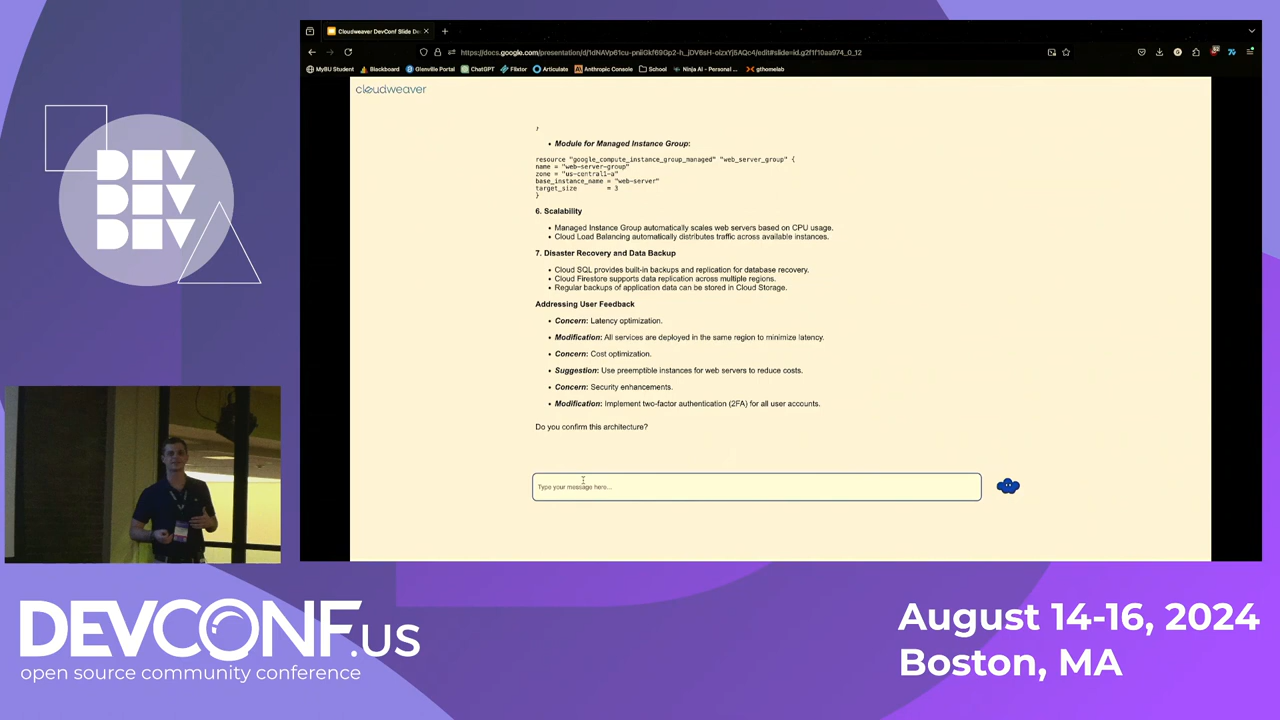 Cloudweaver DevConf Slide De
https://docs.google.com/presentation/d/1dNAVp61cu-pniiGkf69Gp2-h_jDV6sH-oizxYj5AQc4/edit#slide=id.g2f1f10aa974_0_12
MyBU Student Blackboard Glenville Portal ChatGPT Flixtor Articulate Anthropic Console School Ninja AI - Personal ... gthomelab
cloudweaver
DEV
DEV
DEV
}
• Module for Managed Instance Group:
resource "google_compute_instance_group_managed" "web_server_group" {
name = "web-server-group"
zone = "us-central1-a"
base_instance_name = "web-server"
target_size = 3
}
6. Scalability
• Managed Instance Group automatically scales web servers based on CPU usage.
• Cloud Load Balancing automatically distributes traffic across available instances.
7. Disaster Recovery and Data Backup
• Cloud SQL provides built-in backups and replication for database recovery.
• Cloud Firestore supports data replication across multiple regions.
• Regular backups of application data can be stored in Cloud Storage.
Addressing User Feedback
• Concern: Latency optimization.
• Modification: All services are deployed in the same region to minimize latency.
• Concern: Cost optimization.
• Suggestion: Use preemptible instances for web servers to reduce costs.
• Concern: Security enhancements.
• Modification: Implement two-factor authentication (2FA) for all user accounts.
Do you confirm this architecture?
Type your message here...
DEVCONF.us
open source community conference
August 14-16, 2024
Boston, MA